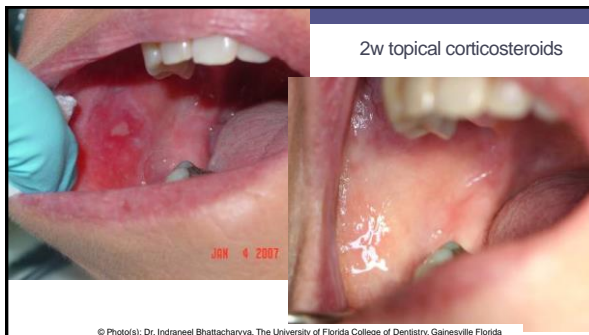 2w topical corticosteroids
JAN 4 2007
© Photo(s): Dr. Indraneel Bhattacharyya, The University of Florida College of Dentistry, Gainesville Florida